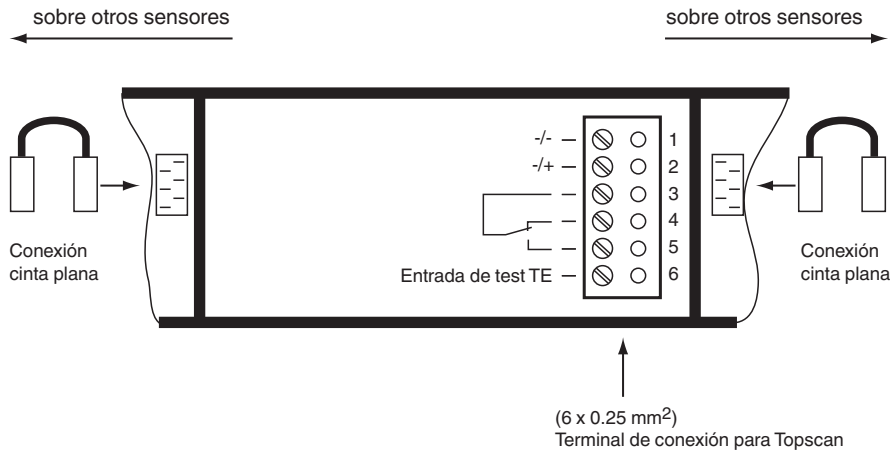 sobre otros sensores
sobre otros sensores
-/- 1
-/+ 2
3
4
5
Entrada de test TE 6
Conexión
cinta plana
Conexión
cinta plana
(6 x 0.25 mm²)
Terminal de conexión para Topscan